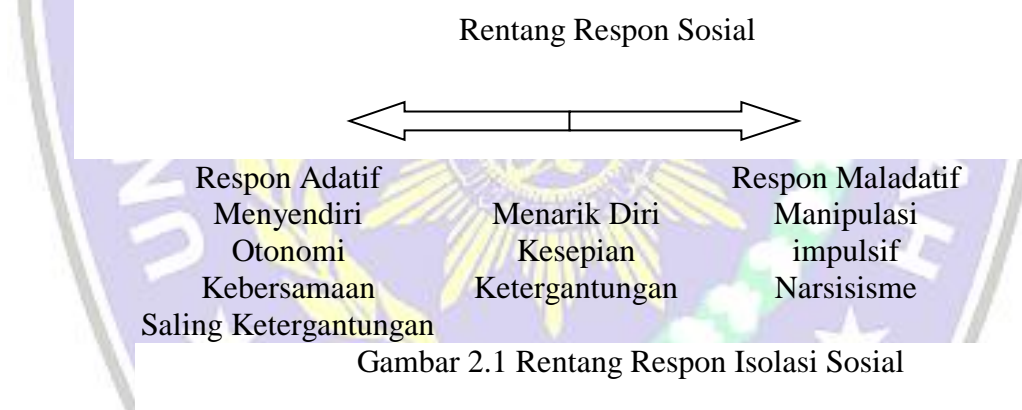 Rentang Respon Sosial
Respon Adatif Respon Maladatif
Menyendiri Menarik Diri Manipulasi
Otonomi Kesepian impulsif
Kebersamaan Ketergantungan Narsisisme
Saling Ketergantungan
Gambar 2.1 Rentang Respon Isolasi Sosial